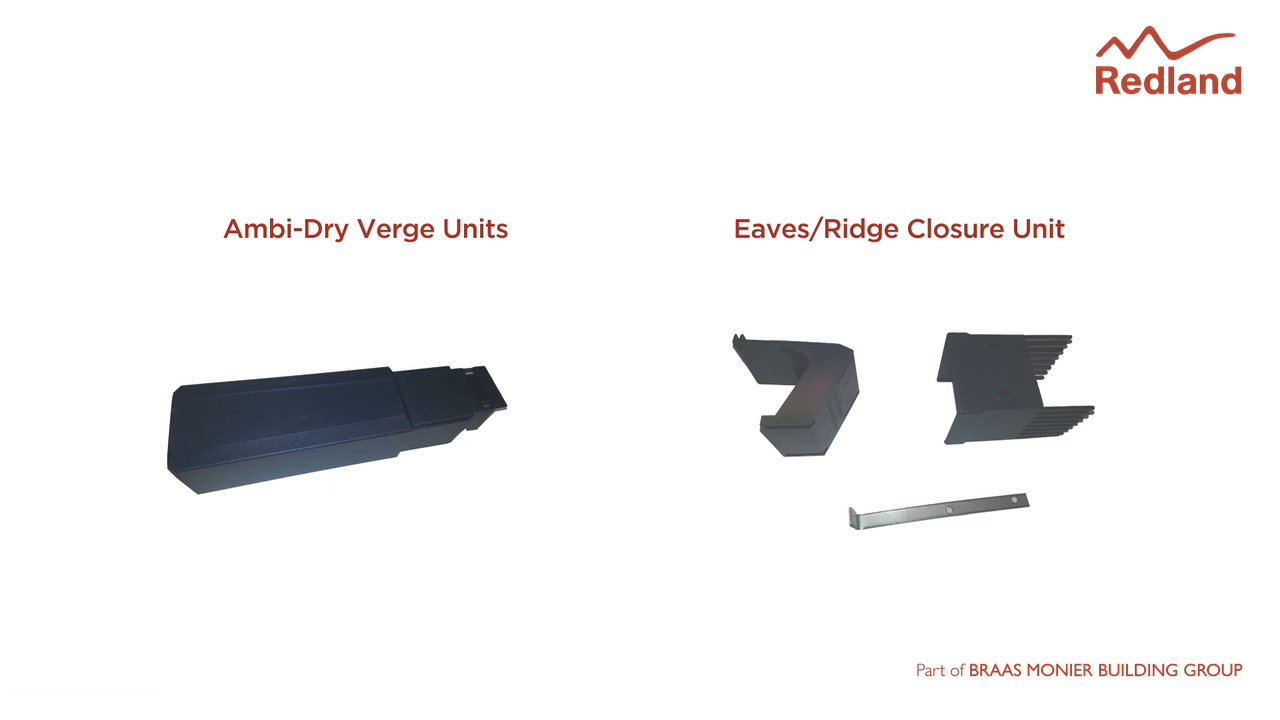 Redland
Ambi-Dry Verge Units
Eaves/Ridge Closure Unit
Part of BRAAS MONIER BUILDING GROUP